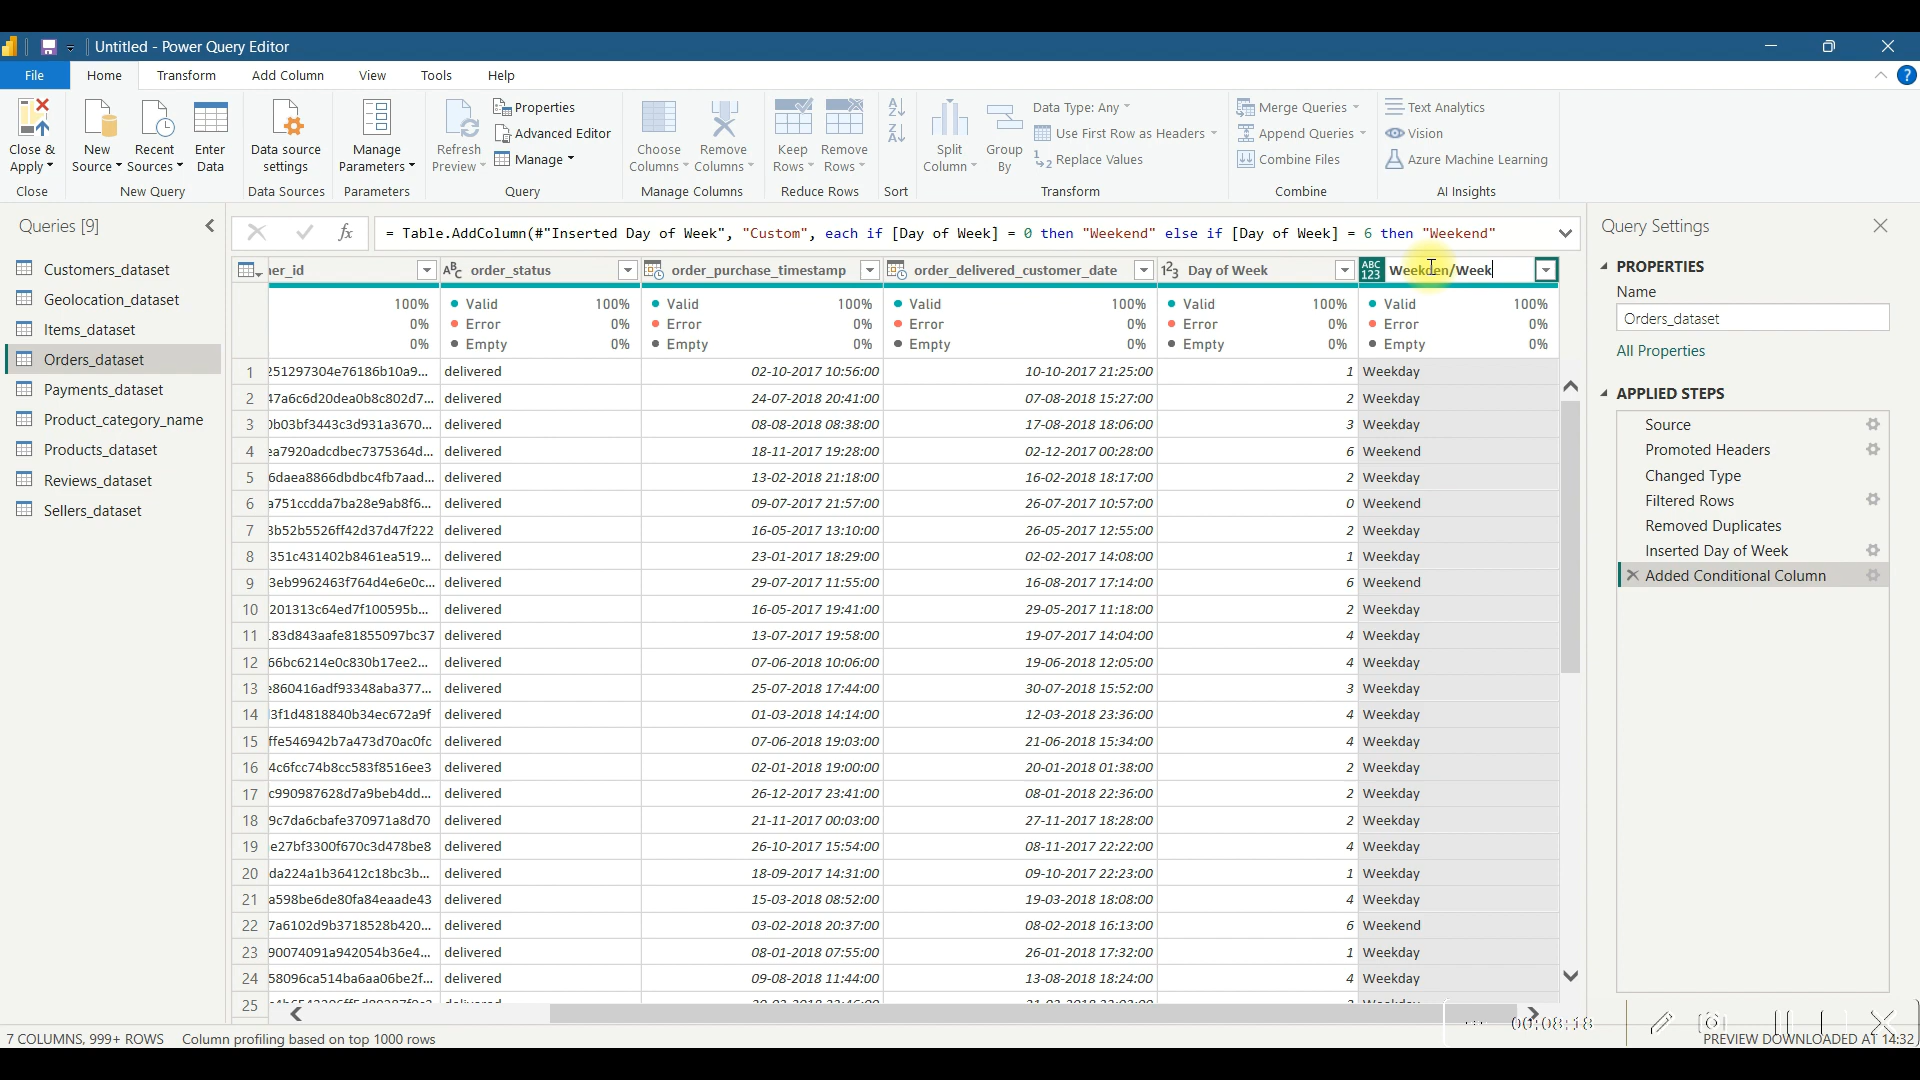 Untitled - Power Query Editor
File Home Transform Add Column View Tools Help
Close & Apply
New Source
Recent Sources
Enter Data
Data source settings
Manage Parameters
Refresh Preview
Properties
Advanced Editor
Manage
Choose Columns
Remove Columns
Keep Rows
Remove Rows
Split Column
Group By
Data Type: Any
Use First Row as Headers
Replace Values
Merge Queries
Append Queries
Combine Files
Text Analytics
Vision
Azure Machine Learning
Close New Query Data Sources Parameters Query Manage Columns Reduce Rows Sort Transform Combine AI Insights
Queries [9]
Customers_dataset
Geolocation_dataset
Items_dataset
Orders_dataset
Payments_dataset
Product_category_name
Products_dataset
Reviews_dataset
Sellers_dataset
fx = Table.AddColumn(#"Inserted Day of Week", "Custom", each if [Day of Week] = 0 then "Weekend" else if [Day of Week] = 6 then "Weekend"
er_id ABC order_status order_purchase_timestamp order_delivered_customer_date 123 Day of Week ABC 123 Weekden/Week
100% Valid 100% Valid 100% Valid 100% Valid 100% Valid 100%
0% Error 0% Error 0% Error 0% Error 0% Error 0%
0% Empty 0% Empty 0% Empty 0% Empty 0% Empty 0%
1 251297304e76186b10a9... delivered 02-10-2017 10:56:00 10-10-2017 21:25:00 1 Weekday
2 47a6c6d20dea0b8c802d7... delivered 24-07-2018 20:41:00 07-08-2018 15:27:00 2 Weekday
3 0b03bf3443c3d931a3670... delivered 08-08-2018 08:38:00 17-08-2018 18:06:00 3 Weekday
4 ea7920adcdbec7375364d... delivered 18-11-2017 19:28:00 02-12-2017 00:28:00 6 Weekend
5 6daea8866dbdbc4fb7aad... delivered 13-02-2018 21:18:00 16-02-2018 18:17:00 2 Weekday
6 a751ccdda7ba28e9ab8f6... delivered 09-07-2017 21:57:00 26-07-2017 10:57:00 0 Weekend
7 3b52b5526ff42d37d47f222 delivered 16-05-2017 13:10:00 26-05-2017 12:55:00 2 Weekday
8 351c431402b8461ea519... delivered 23-01-2017 18:29:00 02-02-2017 14:08:00 1 Weekday
9 3eb9962463f764d4e6e0c... delivered 29-07-2017 11:55:00 16-08-2017 17:14:00 6 Weekend
10 201313c64ed7f100595b... delivered 16-05-2017 19:41:00 29-05-2017 11:18:00 2 Weekday
11 .83d843aafe81855097bc37 delivered 13-07-2017 19:58:00 19-07-2017 14:04:00 4 Weekday
12 66bc6214e0c830b17ee2... delivered 07-06-2018 10:06:00 19-06-2018 12:05:00 4 Weekday
13 e860416adf93348aba377... delivered 25-07-2018 17:44:00 30-07-2018 15:52:00 3 Weekday
14 3f1d4818840b34ec672a9f delivered 01-03-2018 14:14:00 12-03-2018 23:36:00 4 Weekday
15 ffe546942b7a473d70ac0fc delivered 07-06-2018 19:03:00 21-06-2018 15:34:00 4 Weekday
16 4c6fcc74b8cc583f8516ee3 delivered 02-01-2018 19:00:00 20-01-2018 01:38:00 2 Weekday
17 c990987628d7a9beb4dd... delivered 26-12-2017 23:41:00 08-01-2018 22:36:00 2 Weekday
18 9c7da6cbafe370971a8d70 delivered 21-11-2017 00:03:00 27-11-2017 18:28:00 2 Weekday
19 e27bf3300f670c3d478be8 delivered 26-10-2017 15:54:00 08-11-2017 22:22:00 4 Weekday
20 da224a1b36412c18bc3b... delivered 18-09-2017 14:31:00 09-10-2017 22:23:00 1 Weekday
21 a598be6de80fa84eaade43 delivered 15-03-2018 08:52:00 19-03-2018 18:08:00 4 Weekday
22 7a6102d9b3718528b420... delivered 03-02-2018 20:37:00 08-02-2018 16:13:00 6 Weekend
23 90074091a942054b36e4... delivered 08-01-2018 07:55:00 26-01-2018 17:32:00 1 Weekday
24 58096ca514ba6aa06be2f... delivered 09-08-2018 11:44:00 13-08-2018 18:24:00 4 Weekday
25
Query Settings
PROPERTIES
Name
Orders_dataset
All Properties
APPLIED STEPS
Source
Promoted Headers
Changed Type
Filtered Rows
Removed Duplicates
Inserted Day of Week
Added Conditional Column
00:08:18
7 COLUMNS, 999+ ROWS Column profiling based on top 1000 rows PREVIEW DOWNLOADED AT 14:32